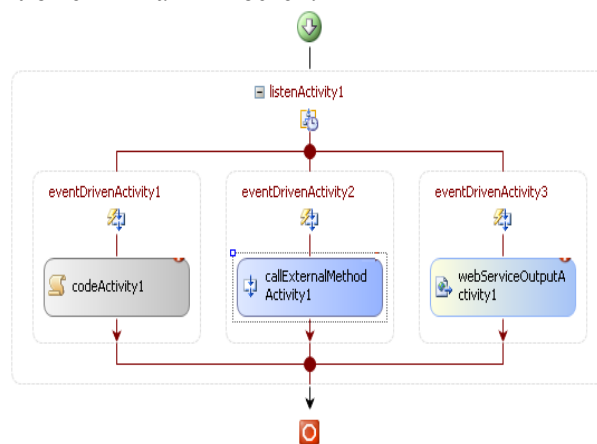 listenActivity1
eventDrivenActivity1
eventDrivenActivity2
eventDrivenActivity3
codeActivity1
callExternalMethod
Activity1
webServiceOutputA
ctivity1